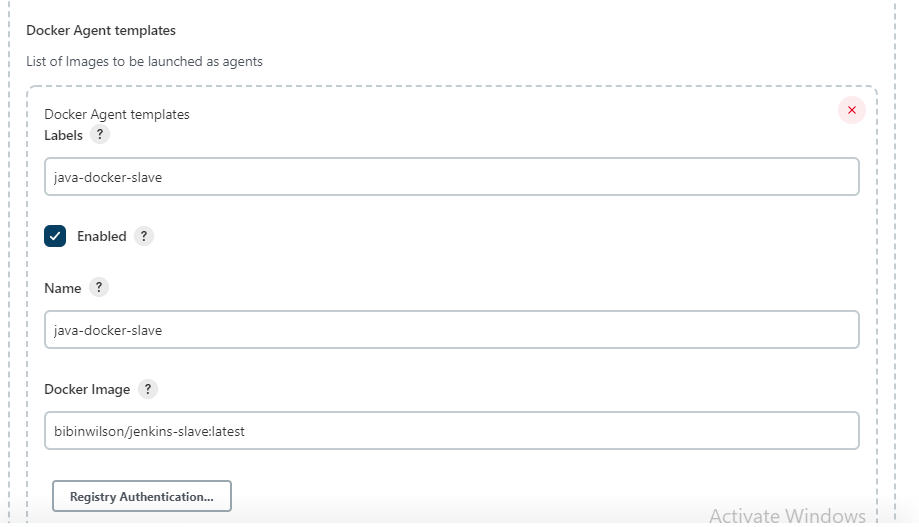 Docker Agent templates
List of Images to be launched as agents
Docker Agent templates
Labels ?
java-docker-slave
Enabled ?
Name ?
java-docker-slave
Docker Image ?
bibinwilson/jenkins-slave:latest
Registry Authentication...
Activate Windows